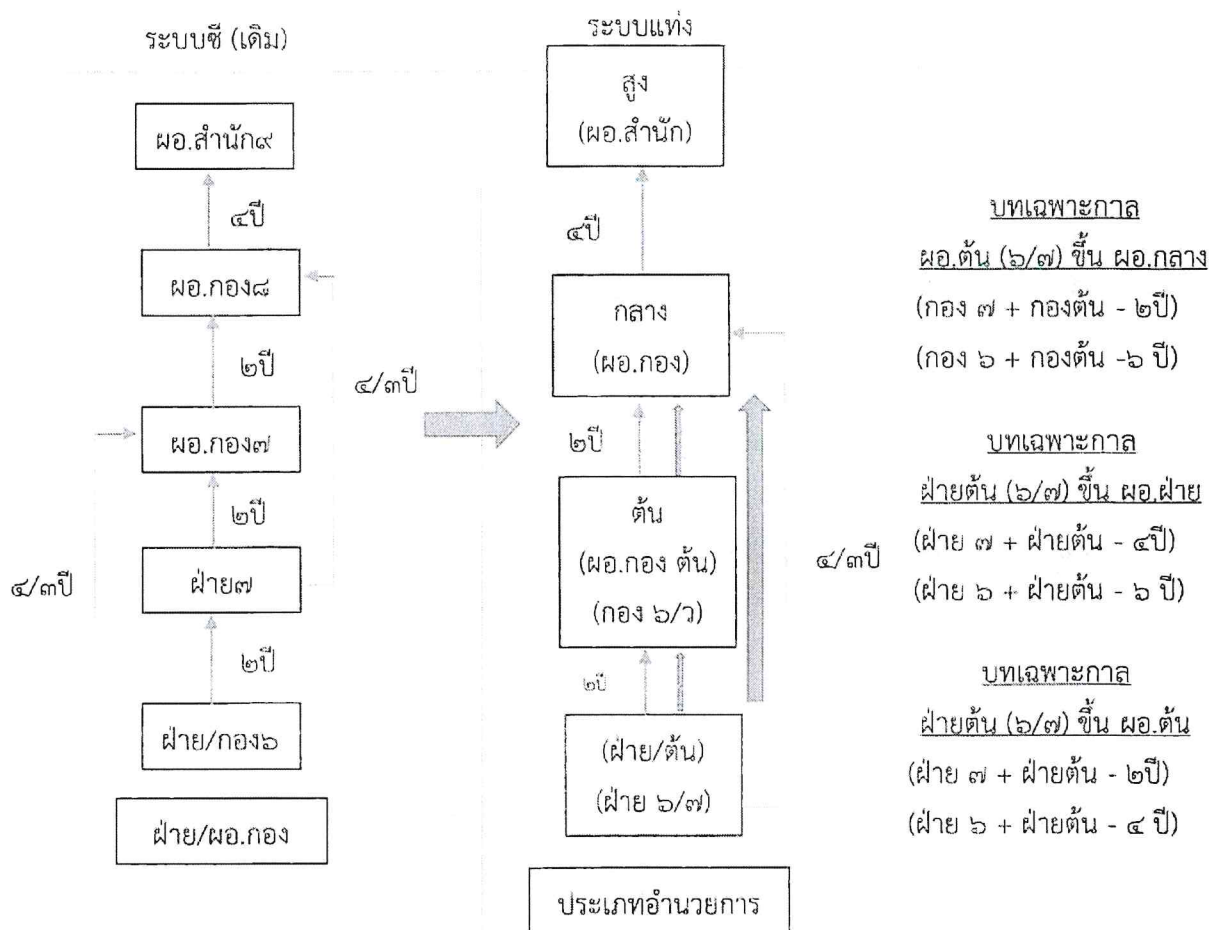 ระบบซี (เดิม)
ผอ.สำนัก๙
๔ปี
ผอ.กอง๘
๒ปี
๔/๓ปี
ผอ.กอง๗
๒ปี
๔/๓ปี
ฝ่าย๗
๒ปี
ฝ่าย/กอง๖
ฝ่าย/ผอ.กอง
ระบบแท่ง
สูง
(ผอ.สำนัก)
๔ปี
กลาง
(ผอ.กอง)
๒ปี
ต้น
(ผอ.กอง ต้น)
(กอง ๖/ว)
๔/๓ปี
๒ปี
(ฝ่าย/ต้น)
(ฝ่าย ๖/๗)
ประเภทอำนวยการ
บทเฉพาะกาล
ผอ.ต้น (๖/๗) ขึ้น ผอ.กลาง
(กอง ๗ + กองต้น - ๒ปี)
(กอง ๖ + กองต้น -๖ ปี)
บทเฉพาะกาล
ฝ่ายต้น (๖/๗) ขึ้น ผอ.ฝ่าย
(ฝ่าย ๗ + ฝ่ายต้น - ๔ปี)
(ฝ่าย ๖ + ฝ่ายต้น - ๖ ปี)
บทเฉพาะกาล
ฝ่ายต้น (๖/๗) ขึ้น ผอ.ต้น
(ฝ่าย ๗ + ฝ่ายต้น - ๒ปี)
(ฝ่าย ๖ + ฝ่ายต้น - ๔ ปี)